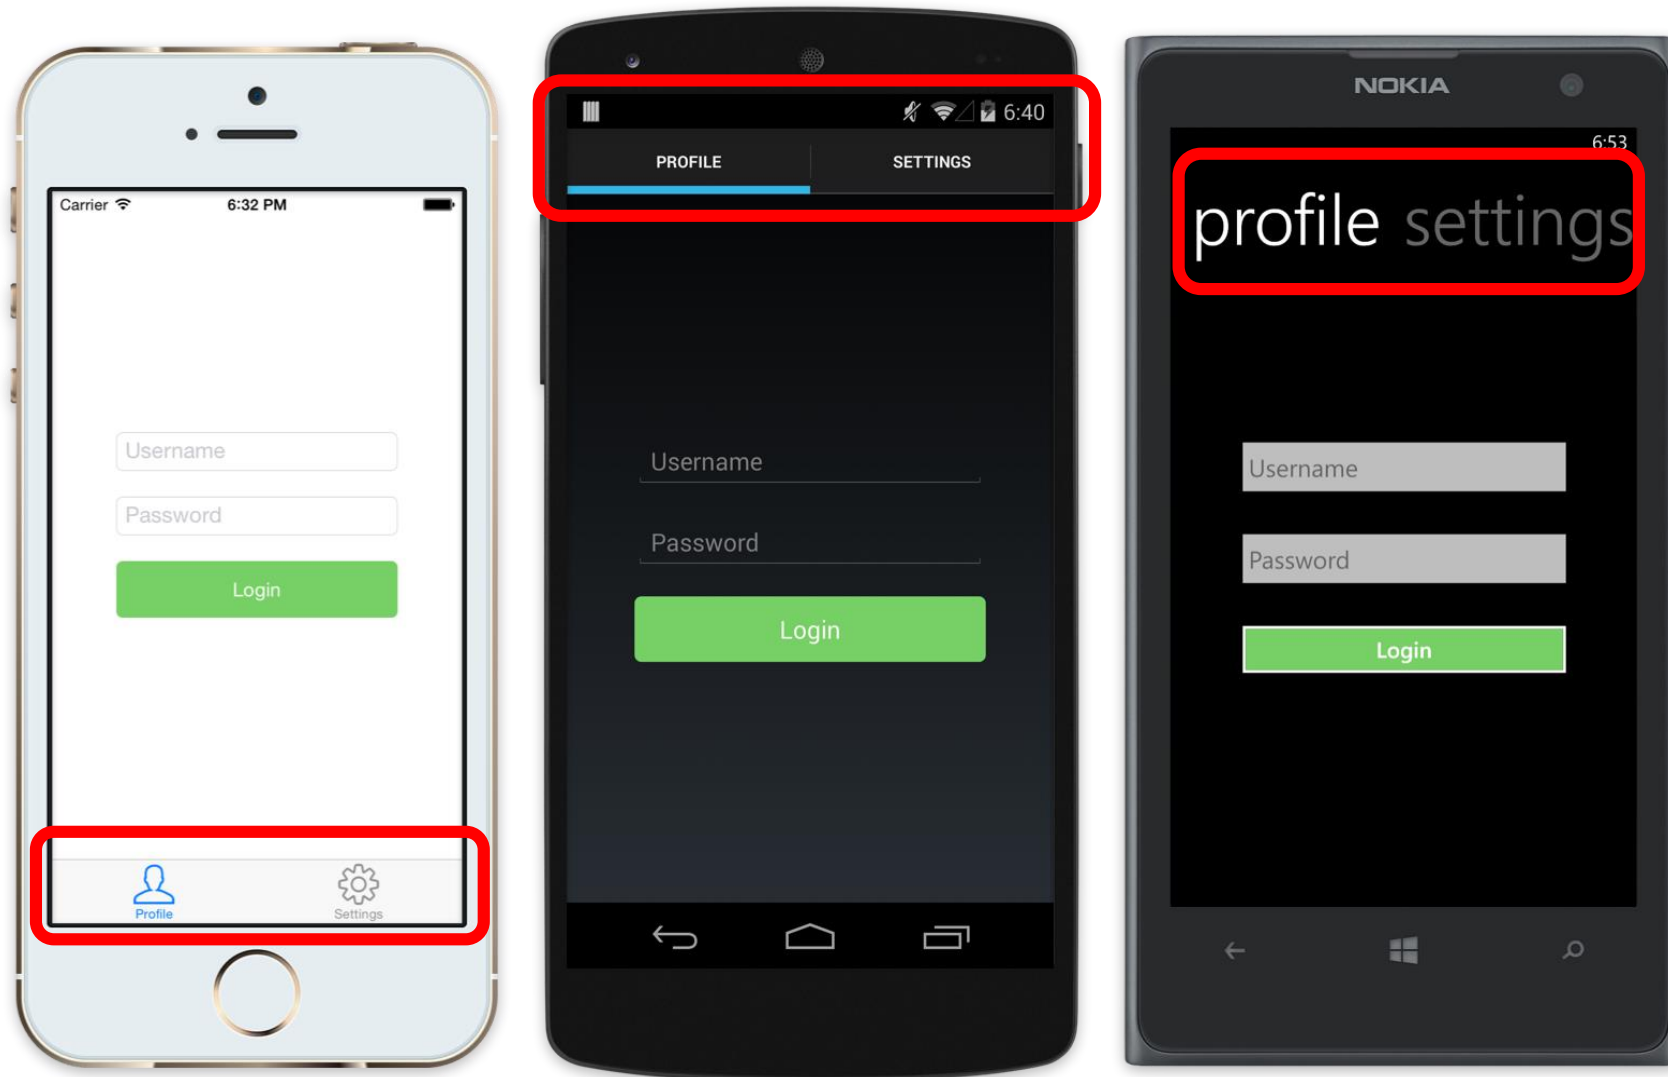 Carrier 6:32 PM
Username
Password
Login
Profile Settings
6:40
PROFILE SETTINGS
Username
Password
Login
NOKIA
6:53
profile settings
Username
Password
Login